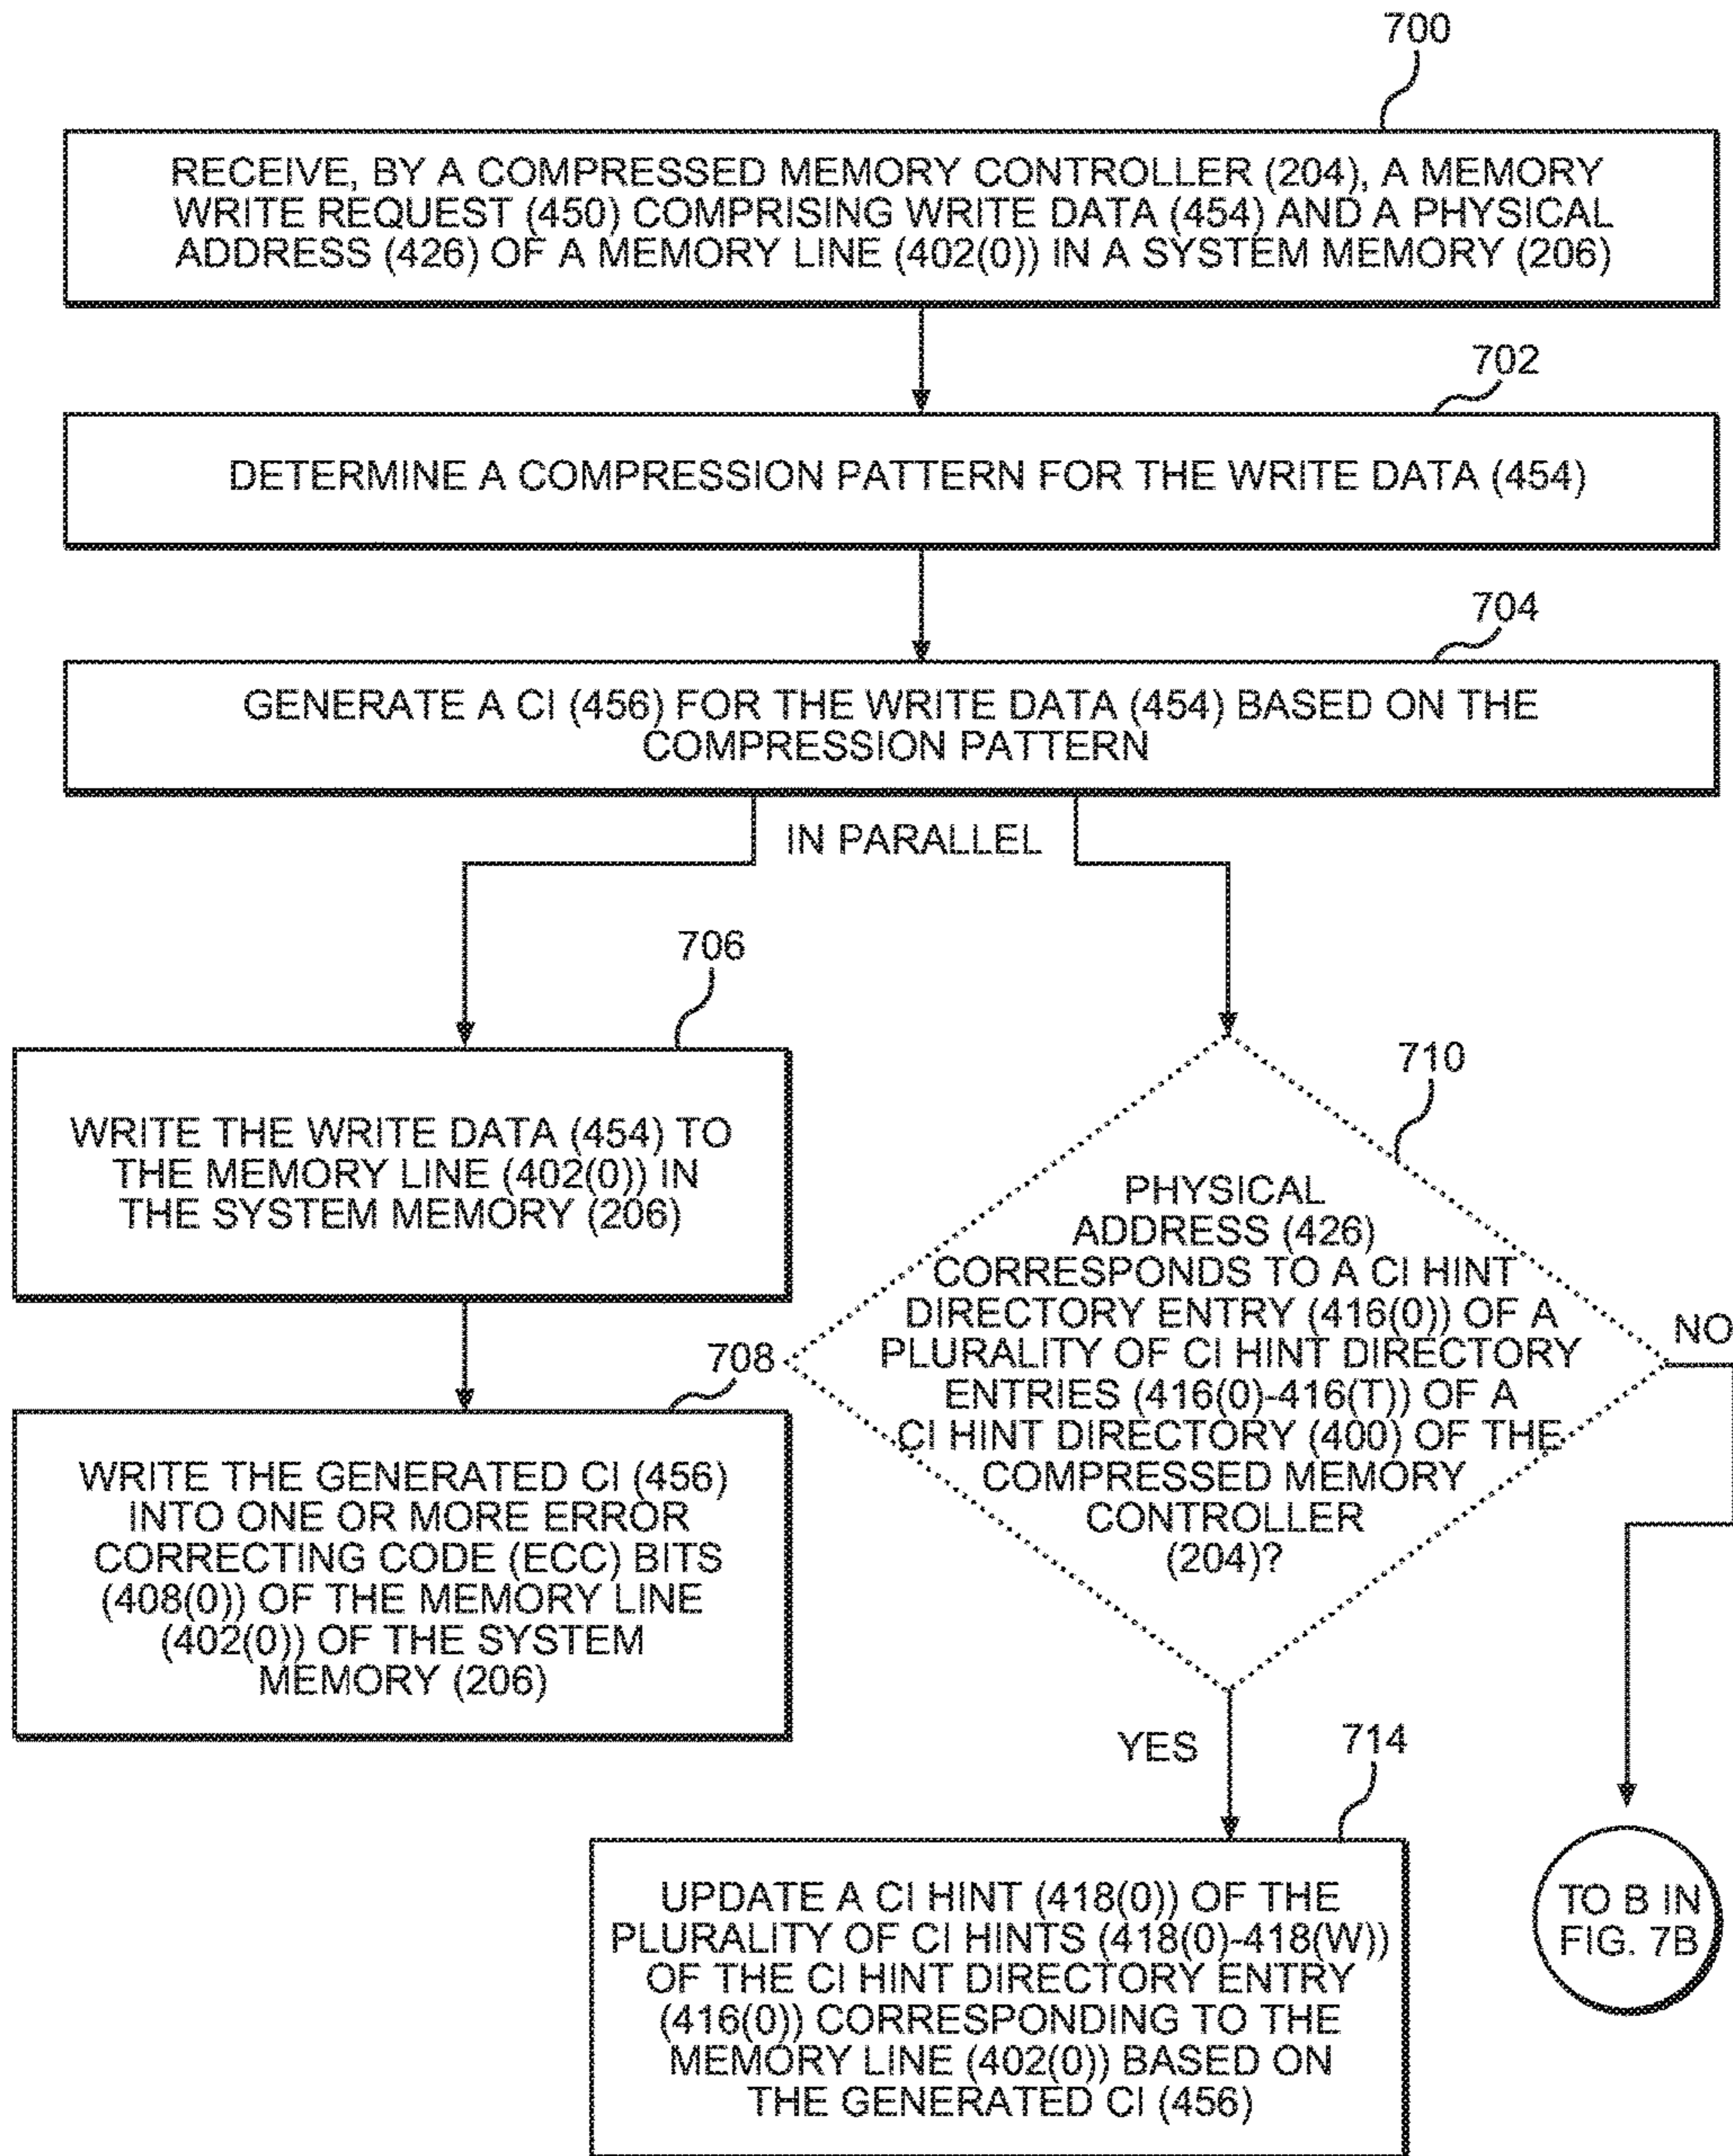 700
RECEIVE, BY A COMPRESSED MEMORY CONTROLLER (204), A MEMORY
WRITE REQUEST (450) COMPRISING WRITE DATA (454) AND A PHYSICAL
ADDRESS (426) OF A MEMORY LINE (402(0)) IN A SYSTEM MEMORY (206)
702
DETERMINE A COMPRESSION PATTERN FOR THE WRITE DATA (454)
704
GENERATE A CI (456) FOR THE WRITE DATA (454) BASED ON THE
COMPRESSION PATTERN
IN PARALLEL
706
WRITE THE WRITE DATA (454) TO
THE MEMORY LINE (402(0)) IN
THE SYSTEM MEMORY (206)
708
WRITE THE GENERATED CI (456)
INTO ONE OR MORE ERROR
CORRECTING CODE (ECC) BITS
(408(0)) OF THE MEMORY LINE
(402(0)) OF THE SYSTEM
MEMORY (206)
710
PHYSICAL
ADDRESS (426)
CORRESPONDS TO A CI HINT
DIRECTORY ENTRY (416(0)) OF A
PLURALITY OF CI HINT DIRECTORY
ENTRIES (416(0)-416(T)) OF A
CI HINT DIRECTORY (400) OF THE
COMPRESSED MEMORY
CONTROLLER
(204)?
NO
YES
714
UPDATE A CI HINT (418(0)) OF THE
PLURALITY OF CI HINTS (418(0)-418(W))
OF THE CI HINT DIRECTORY ENTRY
(416(0)) CORRESPONDING TO THE
MEMORY LINE (402(0)) BASED ON
THE GENERATED CI (456)
TO B IN
FIG. 7B